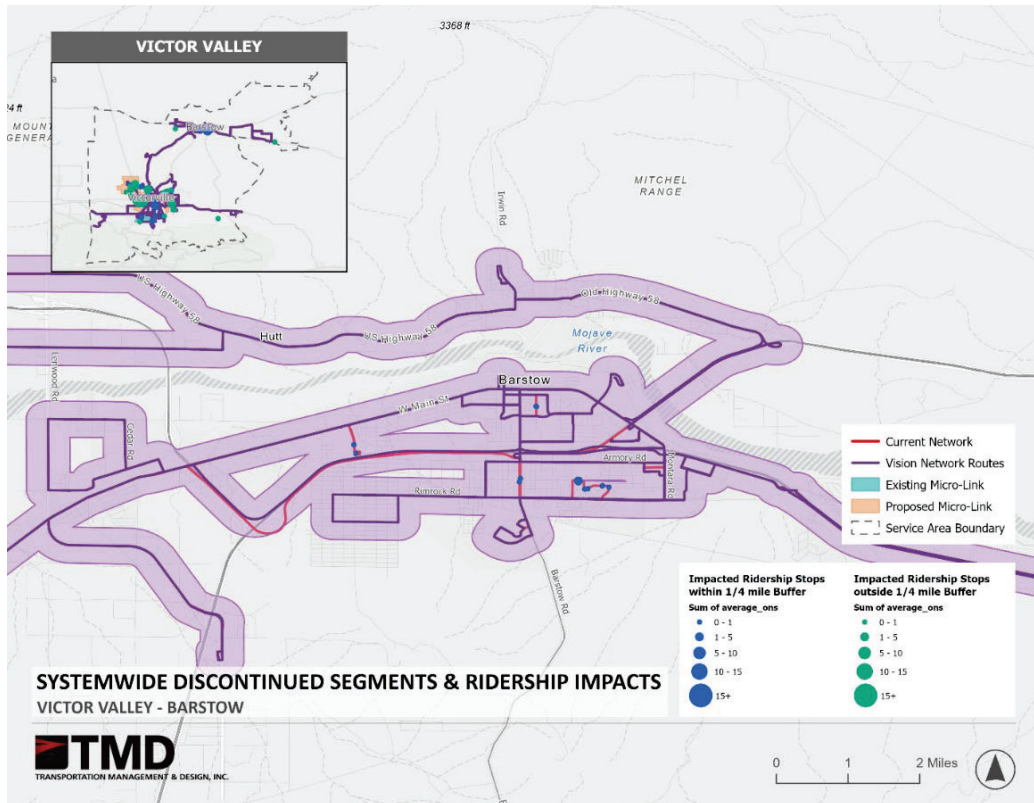 3368 ft
VICTOR VALLEY
Barstow
Victorville
24 ft
MOUNT
GENERA
MITCHEL
RANGE
Irwin Rd
US Highway 58
Old Highway 58
Hutt
US Highway 58
Mojave
River
Lenwood Rd
Barstow
W Main St
Cedar Rd
Armory Rd
Montara Rd
Rimrock Rd
Barstow Rd
Current Network
Vision Network Routes
Existing Micro-Link
Proposed Micro-Link
Service Area Boundary
Impacted Ridership Stops
within 1/4 mile Buffer
Sum of average_ons
0 - 1
1 - 5
5 - 10
10 - 15
15+
Impacted Ridership Stops
outside 1/4 mile Buffer
Sum of average_ons
0 - 1
1 - 5
5 - 10
10 - 15
15+
SYSTEMWIDE DISCONTINUED SEGMENTS & RIDERSHIP IMPACTS
VICTOR VALLEY - BARSTOW
TMD
TRANSPORTATION MANAGEMENT & DESIGN, INC.
0 1 2 Miles